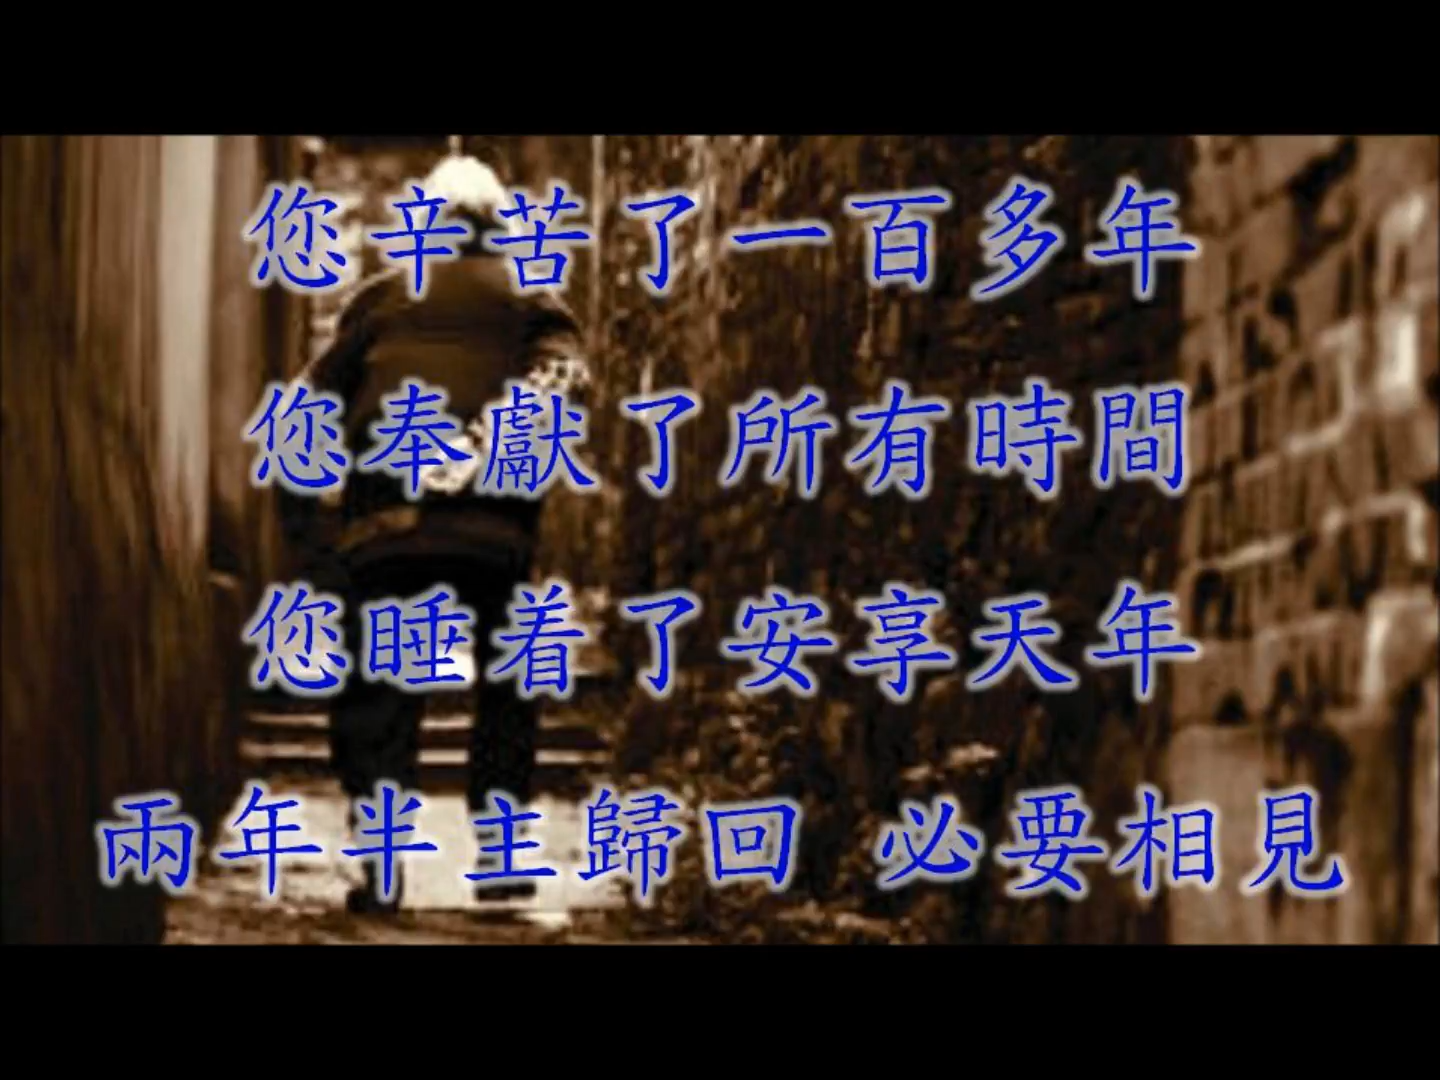 您辛苦了一百多年
您奉獻了所有時間
您睡着了安享天年
兩年半主歸回 必要相見